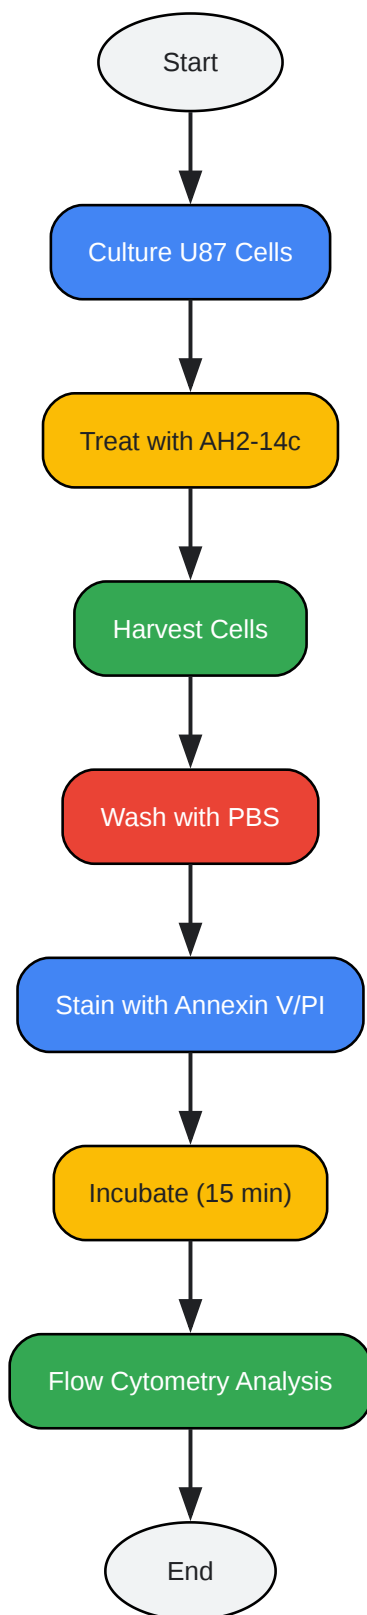 Start
Culture U87 Cells
Treat with AH2-14c
Harvest Cells
Wash with PBS
Stain with Annexin V/PI
Incubate (15 min)
Flow Cytometry Analysis
End